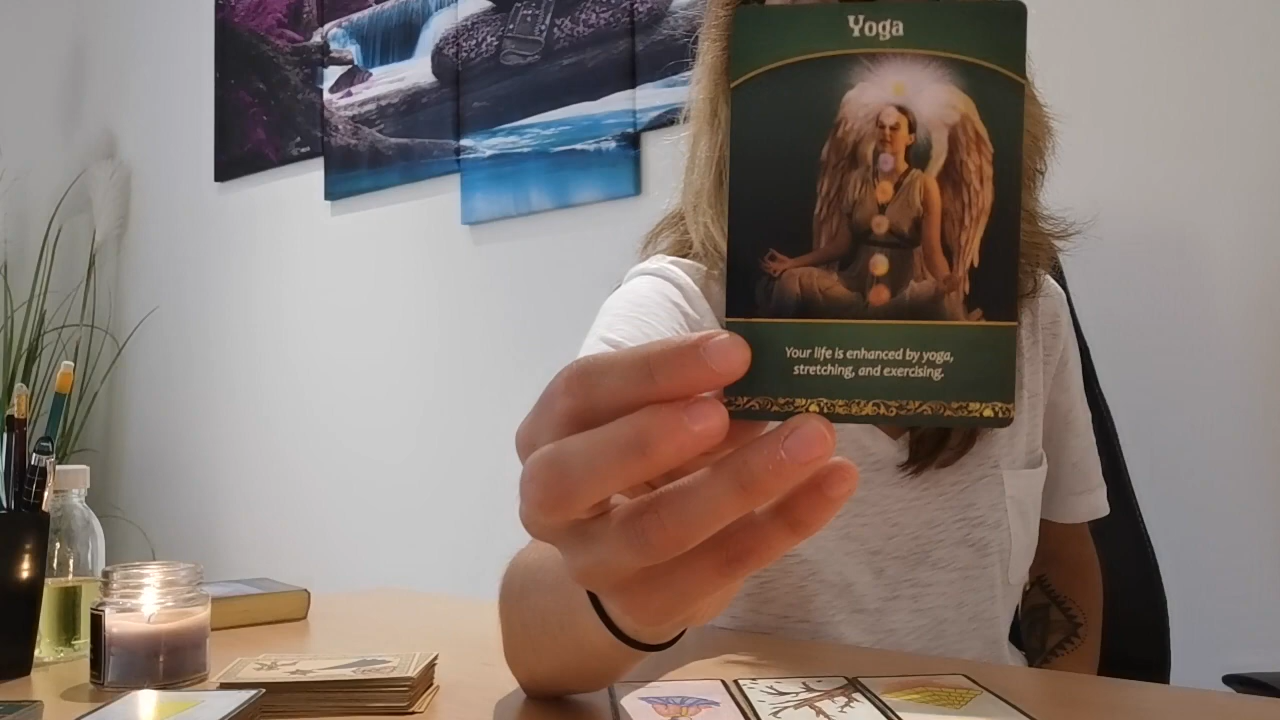 Yoga
Your life is enhanced by yoga,
stretching, and exercising.